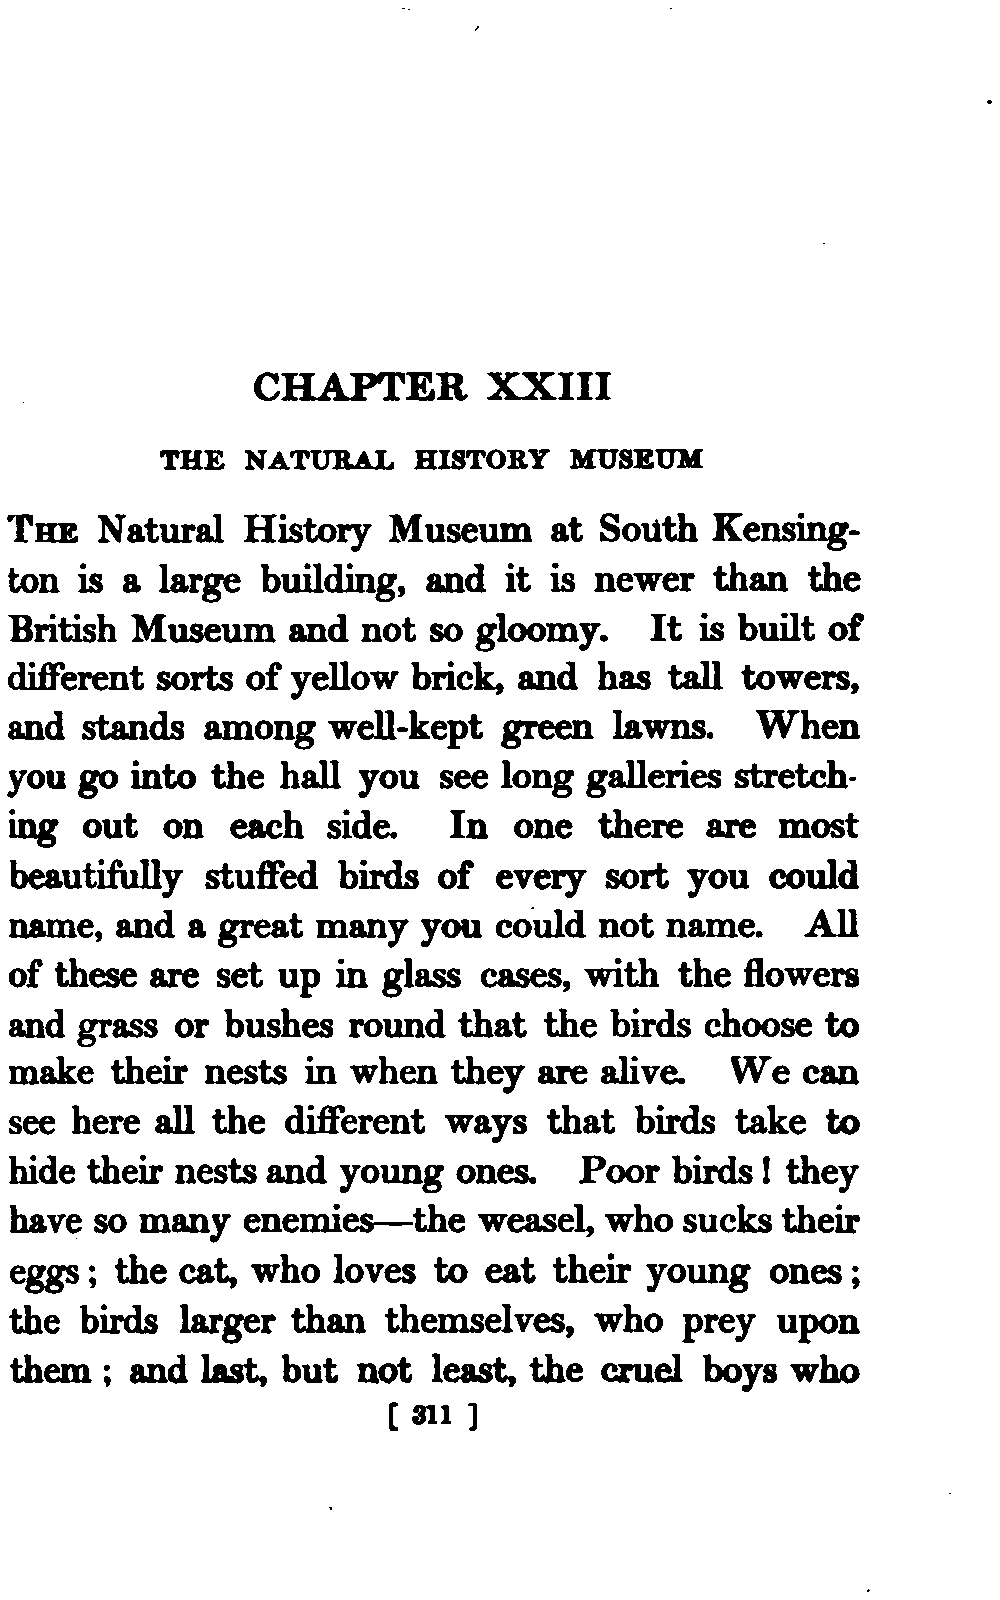 CHAPTER XXIII
THE NATURAL HISTORY MUSEUM
THE Natural History Museum at South Kensing-
ton is a large building, and it is newer than the
British Museum and not so gloomy. It is built of
different sorts of yellow brick, and has tall towers,
and stands among well-kept green lawns. When
you go into the hall you see long galleries stretch-
ing out on each side. In one there are most
beautifully stuffed birds of every sort you could
name, and a great many you could not name. All
of these are set up in glass cases, with the flowers
and grass or bushes round that the birds choose to
make their nests in when they are alive. We can
see here all the different ways that birds take to
hide their nests and young ones. Poor birds! they
have so many enemies—the weasel, who sucks their
eggs; the cat, who loves to eat their young ones;
the birds larger than themselves, who prey upon
them; and last, but not least, the cruel boys who
[ 311 ]